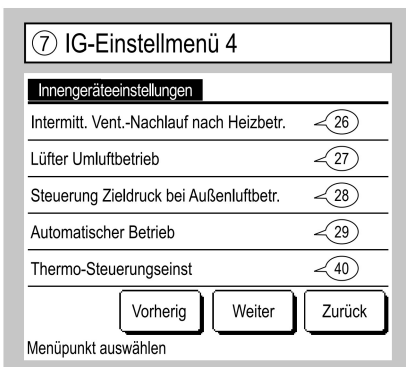 ⑦ IG-Einstellmenü 4
Innengeräteeinstellungen
Intermitt. Vent.-Nachlauf nach Heizbetr. 26
Lüfter Umluftbetrieb 27
Steuerung Zieldruck bei Außenluftbetr. 28
Automatischer Betrieb 29
Thermo-Steuerungseinst 40
Vorherig Weiter Zurück
Menüpunkt auswählen